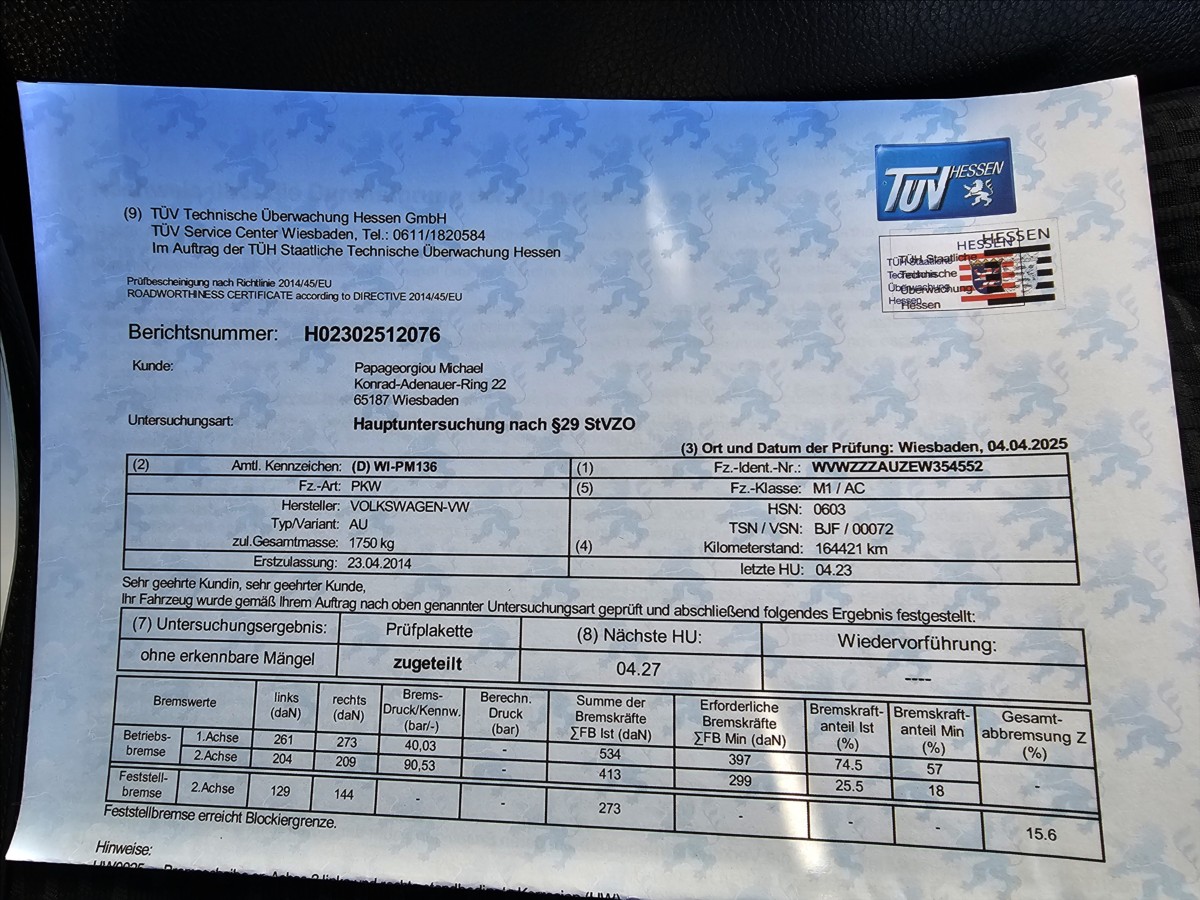 TÜV HESSEN
(9) TÜV Technische Überwachung Hessen GmbH
TÜV Service Center Wiesbaden, Tel.: 0611/1820584
Im Auftrag der TÜH Staatliche Technische Überwachung Hessen
HESSEN
HESSEN
TÜH Staatliche
Technische
Überwachung
Hessen
TÜH Staatliche
Technische
Überwachung
Hessen
Prüfbescheinigung nach Richtlinie 2014/45/EU
ROADWORTHINESS CERTIFICATE according to DIRECTIVE 2014/45/EU
Berichtsnummer: H02302512076
Kunde: Papageorgiou Michael
Konrad-Adenauer-Ring 22
65187 Wiesbaden
Untersuchungsart: Hauptuntersuchung nach §29 StVZO
(3) Ort und Datum der Prüfung: Wiesbaden, 04.04.2025
(2) Amtl. Kennzeichen: (D) WI-PM136 (1) Fz.-Ident.-Nr.: WVWZZZAUZEW354552
Fz.-Art: PKW (5) Fz.-Klasse: M1 / AC
Hersteller: VOLKSWAGEN-VW HSN: 0603
Typ/Variant: AU TSN / VSN: BJF / 00072
zul.Gesamtmasse: 1750 kg (4) Kilometerstand: 164421 km
Erstzulassung: 23.04.2014 letzte HU: 04.23
Sehr geehrte Kundin, sehr geehrter Kunde,
Ihr Fahrzeug wurde gemäß Ihrem Auftrag nach oben genannter Untersuchungsart geprüft und abschließend folgendes Ergebnis festgestellt:
(7) Untersuchungsergebnis: Prüfplakette (8) Nächste HU: Wiedervorführung:
ohne erkennbare Mängel zugeteilt 04.27 ----
Bremswerte links (daN) rechts (daN) Brems-Druck/Kennw. (bar/-) Berechn. Druck (bar) Summe der Bremskräfte ∑FB Ist (daN) Erforderliche Bremskräfte ∑FB Min (daN) Bremskraft-anteil Ist (%) Bremskraft-anteil Min (%) Gesamt-abbremsung Z (%)
Betriebs-bremse 1.Achse 261 273 40,03 - 534 397 74.5 57 -
2.Achse 204 209 90,53 - 413 299 25.5 18
Feststell-bremse 2.Achse 129 144 - - 273 - - - 15.6
Feststellbremse erreicht Blockiergrenze.
Hinweise: